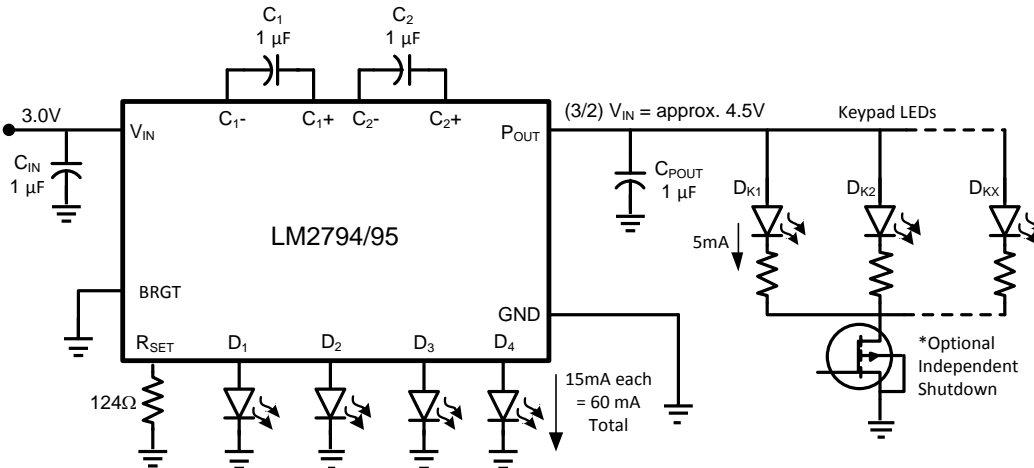 C1
1 µF
C2
1 µF
3.0V
(3/2) VIN = approx. 4.5V
Keypad LEDs
VIN
C1-
C1+
C2-
C2+
POUT
CIN
1 µF
CPOUT
1 µF
DK1
DK2
DKX
LM2794/95
5mA
BRGT
GND
RSET
D1
D2
D3
D4
*Optional
Independent
Shutdown
124Ω
15mA each
= 60 mA
Total